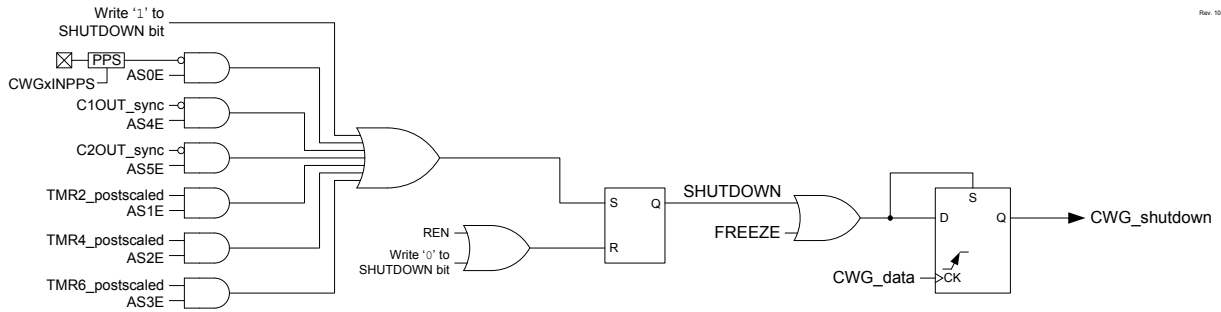 Rev. 10
Write '1' to
SHUTDOWN bit
PPS
AS0E
CWGxINPPS
C1OUT_sync
AS4E
C2OUT_sync
AS5E
TMR2_postscaled
AS1E
TMR4_postscaled
AS2E
TMR6_postscaled
AS3E
REN
Write '0' to
SHUTDOWN bit
S
Q
R
SHUTDOWN
FREEZE
S
D
Q
CWG_data
CK
CWG_shutdown